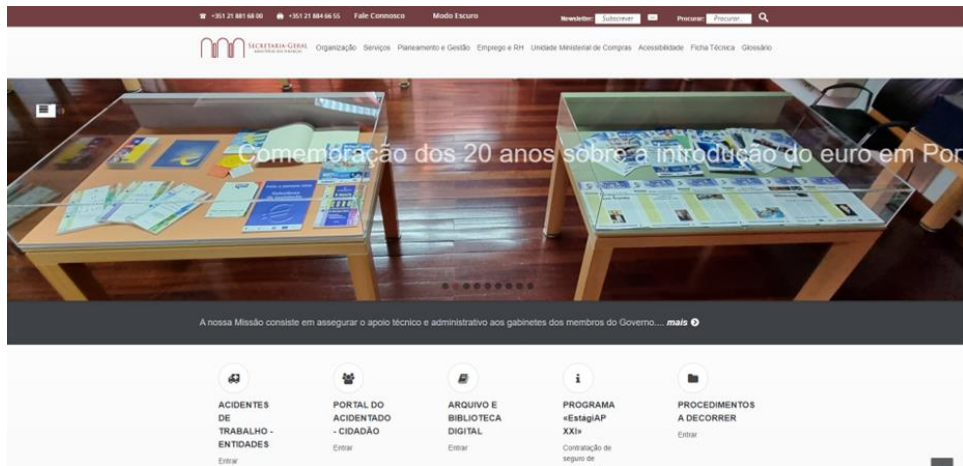 +351 21 881 68 00 +351 21 884 66 55 Fale Connosco Modo Escuro Newsletter: Subscrever Procurar: Procurar...
SECRETARIA-GERAL
MINISTÉRIO DAS FINANÇAS
Organização Serviços Planeamento e Gestão Emprego e RH Unidade Ministerial de Compras Acessibilidade Ficha Técnica Glossário
Comemoração dos 20 anos sobre a introdução do euro em Por
A nossa Missão consiste em assegurar o apoio técnico e administrativo aos gabinetes dos membros do Governo.... mais
ACIDENTES
DE
TRABALHO -
ENTIDADES
Entrar
PORTAL DO
ACIDENTADO
- CIDADÃO
Entrar
ARQUIVO E
BIBLIOTECA
DIGITAL
Entrar
PROGRAMA
«EstagiAP
XXI»
Contratação de
seguro de
PROCEDIMENTOS
A DECORRER
Entrar